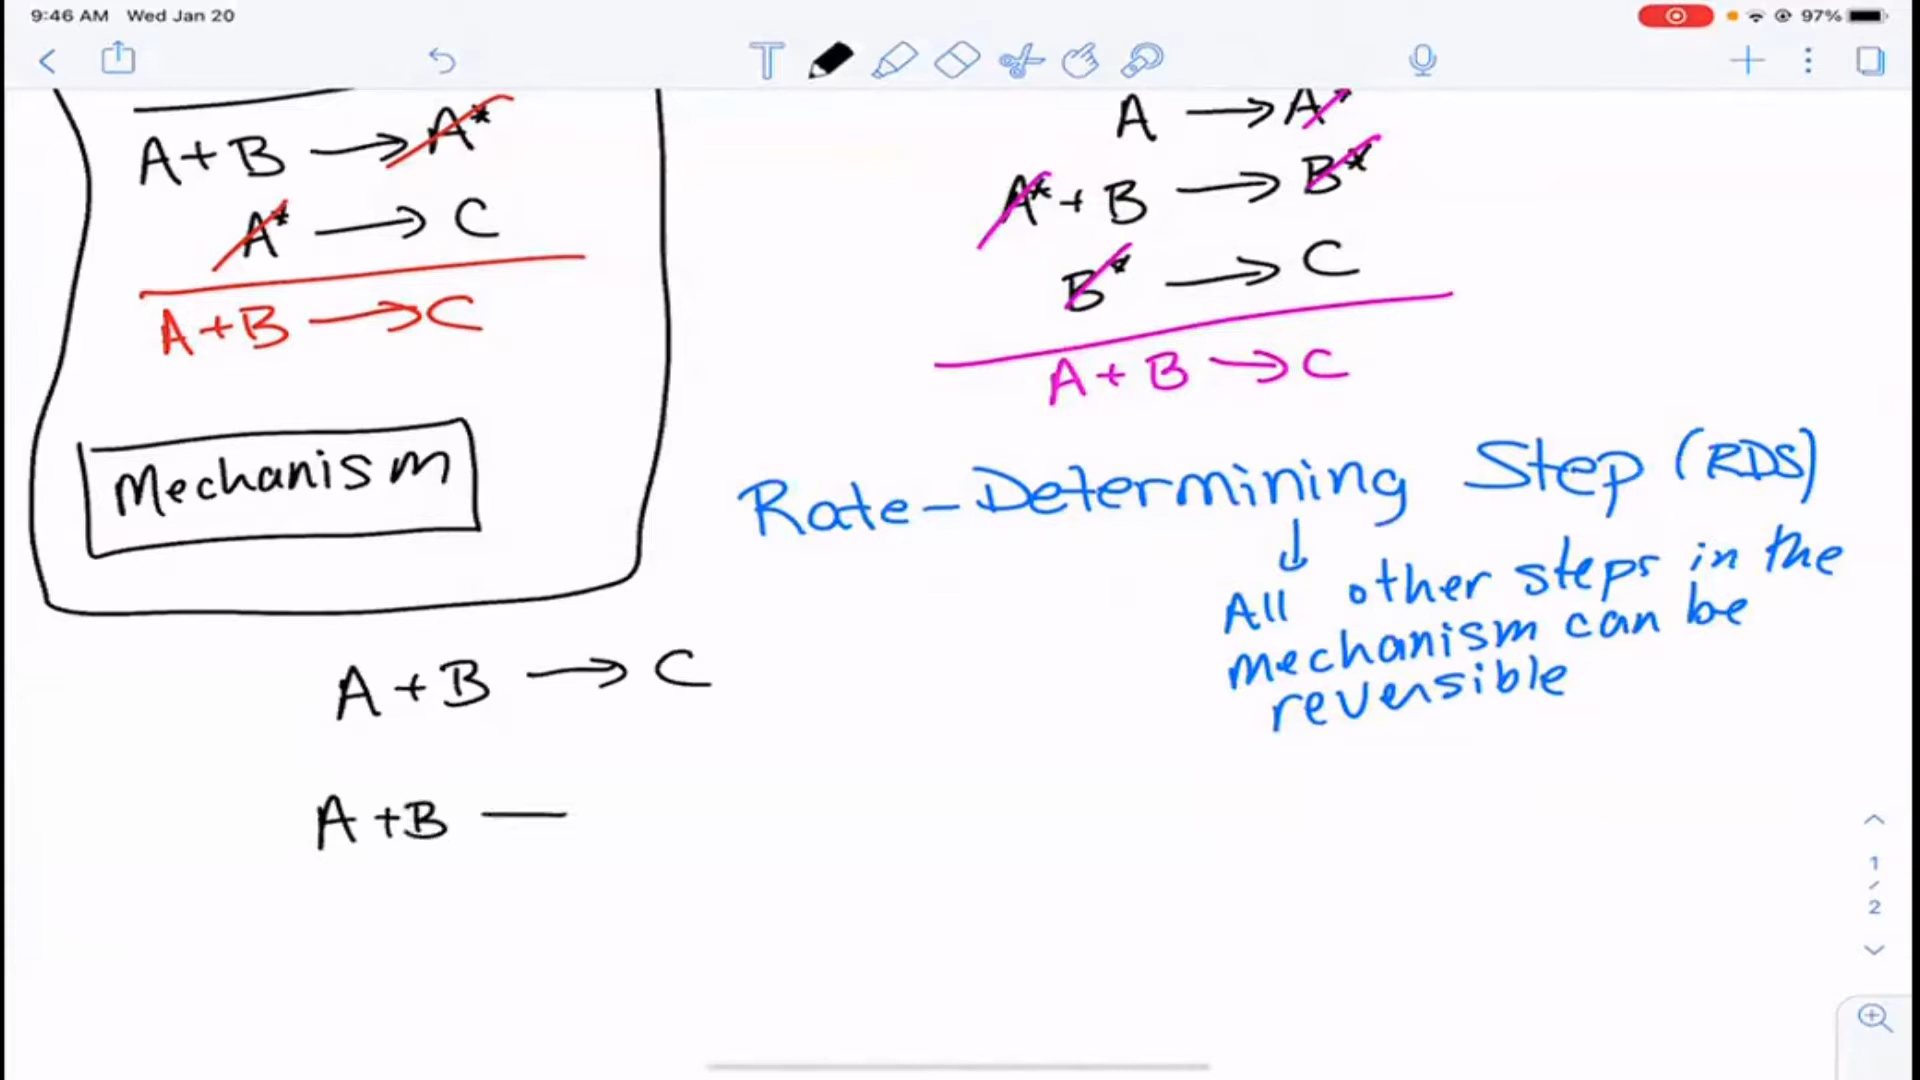 9:46 AM Wed Jan 20
97%
T
A+B → A*
A* → C
A+B → C
Mechanism
A → A*
A* + B → B*
B* → C
A + B → C
Rate-Determining Step (RDS)
↓
All other steps in the
mechanism can be
reversible
A + B → C
A + B —
1
/
2